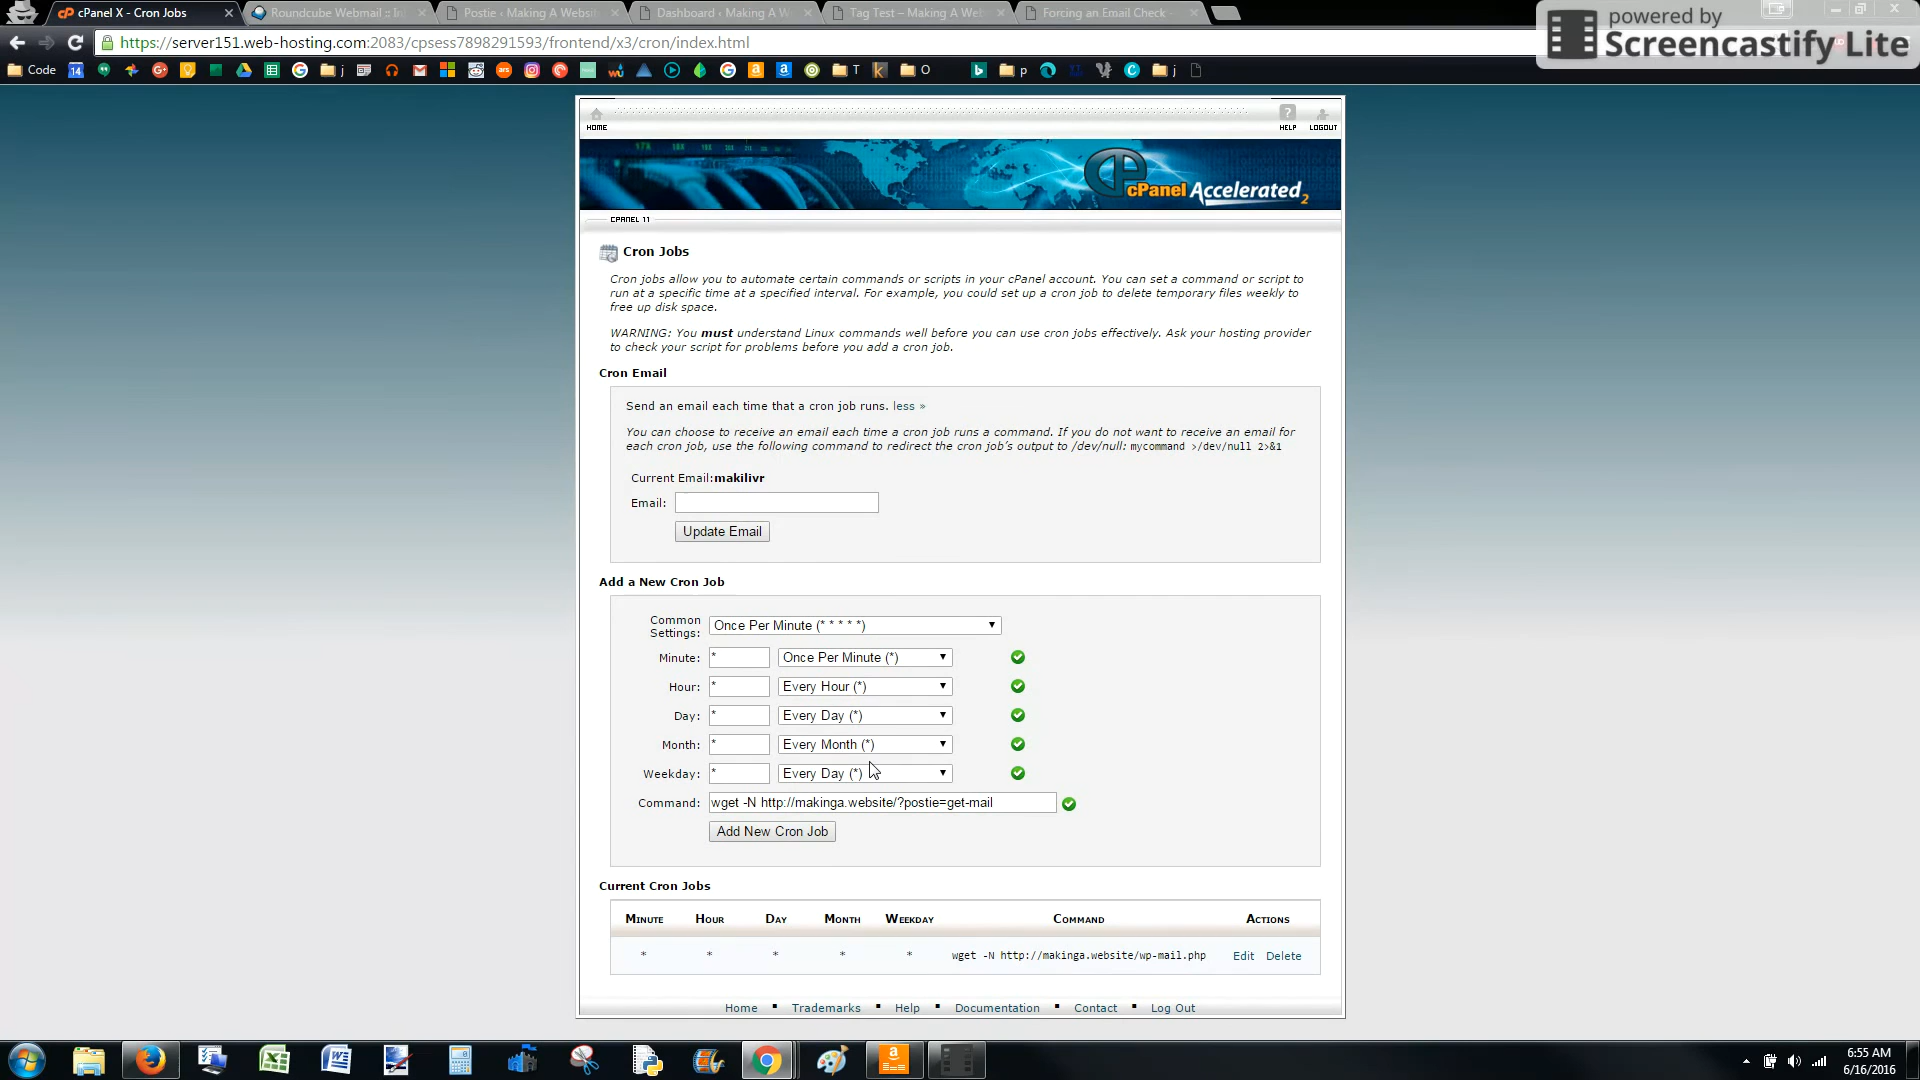 cPanel X - Cron Jobs
Roundcube Webmail :: In
Postie ‹ Making A Websit
Dashboard ‹ Making A W
Tag Test – Making A Web
Forcing an Email Check
powered by
Screencastify Lite
https://server151.web-hosting.com:2083/cpsess7898291593/frontend/x3/cron/index.html
Code
14
j
T
O
p
j
HOME
HELP
LOGOUT
cPanel Accelerated 2
CPANEL 11
Cron Jobs
Cron jobs allow you to automate certain commands or scripts in your cPanel account. You can set a command or script to
run at a specific time at a specified interval. For example, you could set up a cron job to delete temporary files weekly to
free up disk space.
WARNING: You must understand Linux commands well before you can use cron jobs effectively. Ask your hosting provider
to check your script for problems before you add a cron job.
Cron Email
Send an email each time that a cron job runs. less »
You can choose to receive an email each time a cron job runs a command. If you do not want to receive an email for
each cron job, use the following command to redirect the cron job's output to /dev/null: mycommand >/dev/null 2>&1
Current Email:makilivr
Email:
Update Email
Add a New Cron Job
Common Settings: Once Per Minute (* * * * *)
Minute: * Once Per Minute (*)
Hour: * Every Hour (*)
Day: * Every Day (*)
Month: * Every Month (*)
Weekday: * Every Day (*)
Command: wget -N http://makinga.website/?postie=get-mail
Add New Cron Job
Current Cron Jobs
MINUTE HOUR DAY MONTH WEEKDAY COMMAND ACTIONS
* * * * * wget -N http://makinga.website/wp-mail.php Edit Delete
Home ▪ Trademarks ▪ Help ▪ Documentation ▪ Contact ▪ Log Out
6:55 AM
6/16/2016